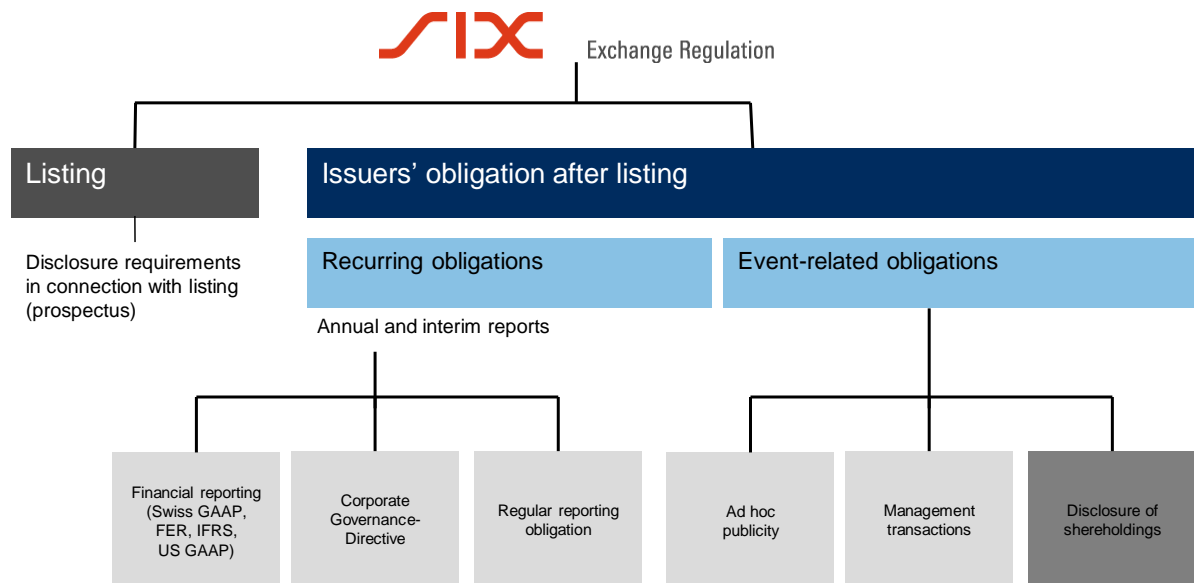 SIX Exchange Regulation
Listing
Issuers’ obligation after listing
Disclosure requirements
in connection with listing
(prospectus)
Recurring obligations
Event-related obligations
Annual and interim reports
Financial reporting
(Swiss GAAP,
FER, IFRS,
US GAAP)
Corporate
Governance-
Directive
Regular reporting
obligation
Ad hoc
publicity
Management
transactions
Disclosure of
shereholdings